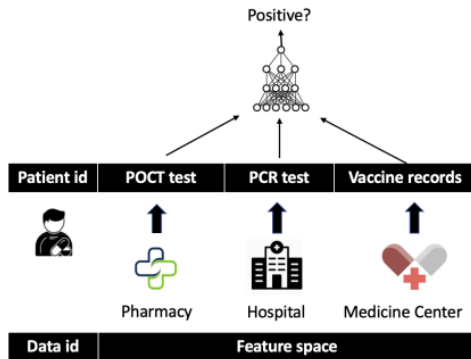 Positive?
Patient id POCT test PCR test Vaccine records
Pharmacy Hospital Medicine Center
Data id Feature space